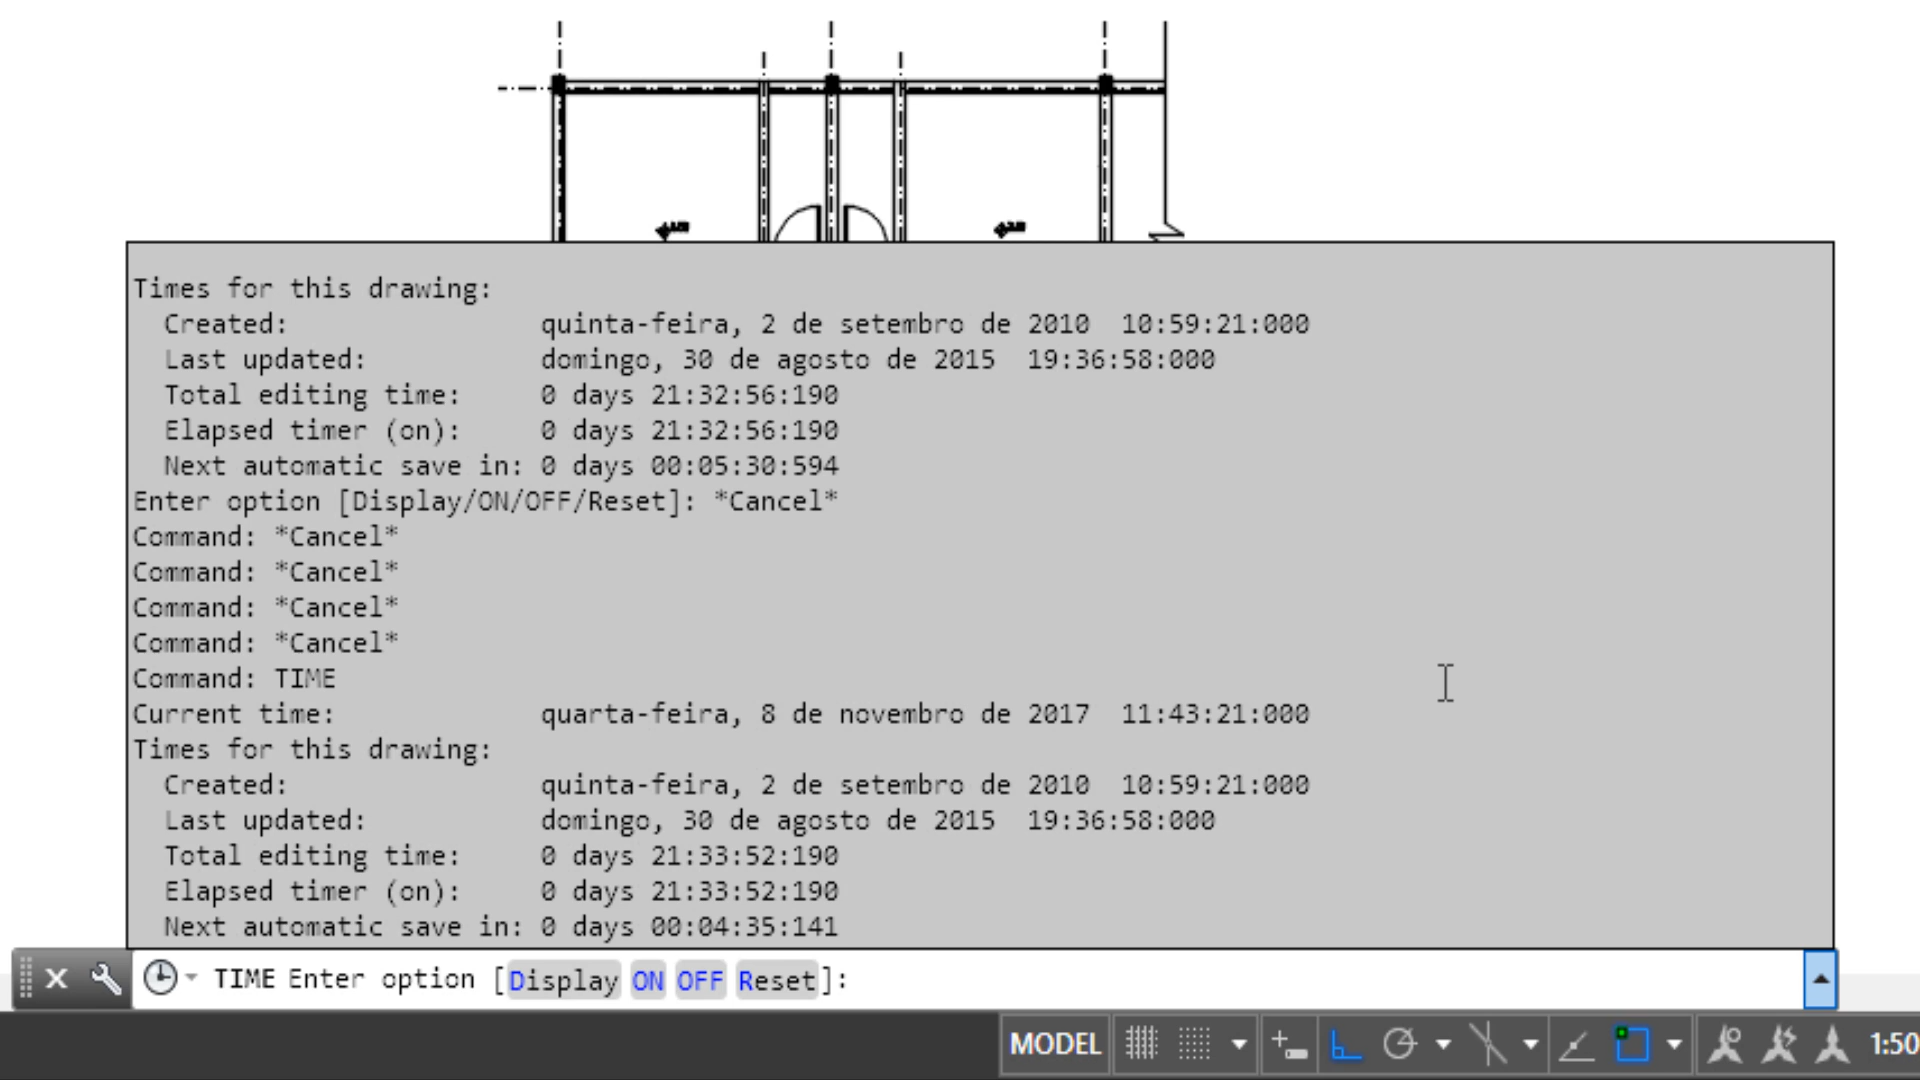 Times for this drawing:
Created: quinta-feira, 2 de setembro de 2010 10:59:21:000
Last updated: domingo, 30 de agosto de 2015 19:36:58:000
Total editing time: 0 days 21:32:56:190
Elapsed timer (on): 0 days 21:32:56:190
Next automatic save in: 0 days 00:05:30:594
Enter option [Display/ON/OFF/Reset]: *Cancel*
Command: *Cancel*
Command: *Cancel*
Command: *Cancel*
Command: *Cancel*
Command: TIME
Current time: quarta-feira, 8 de novembro de 2017 11:43:21:000
Times for this drawing:
Created: quinta-feira, 2 de setembro de 2010 10:59:21:000
Last updated: domingo, 30 de agosto de 2015 19:36:58:000
Total editing time: 0 days 21:33:52:190
Elapsed timer (on): 0 days 21:33:52:190
Next automatic save in: 0 days 00:04:35:141
TIME Enter option [Display ON OFF Reset]:
MODEL 1:50